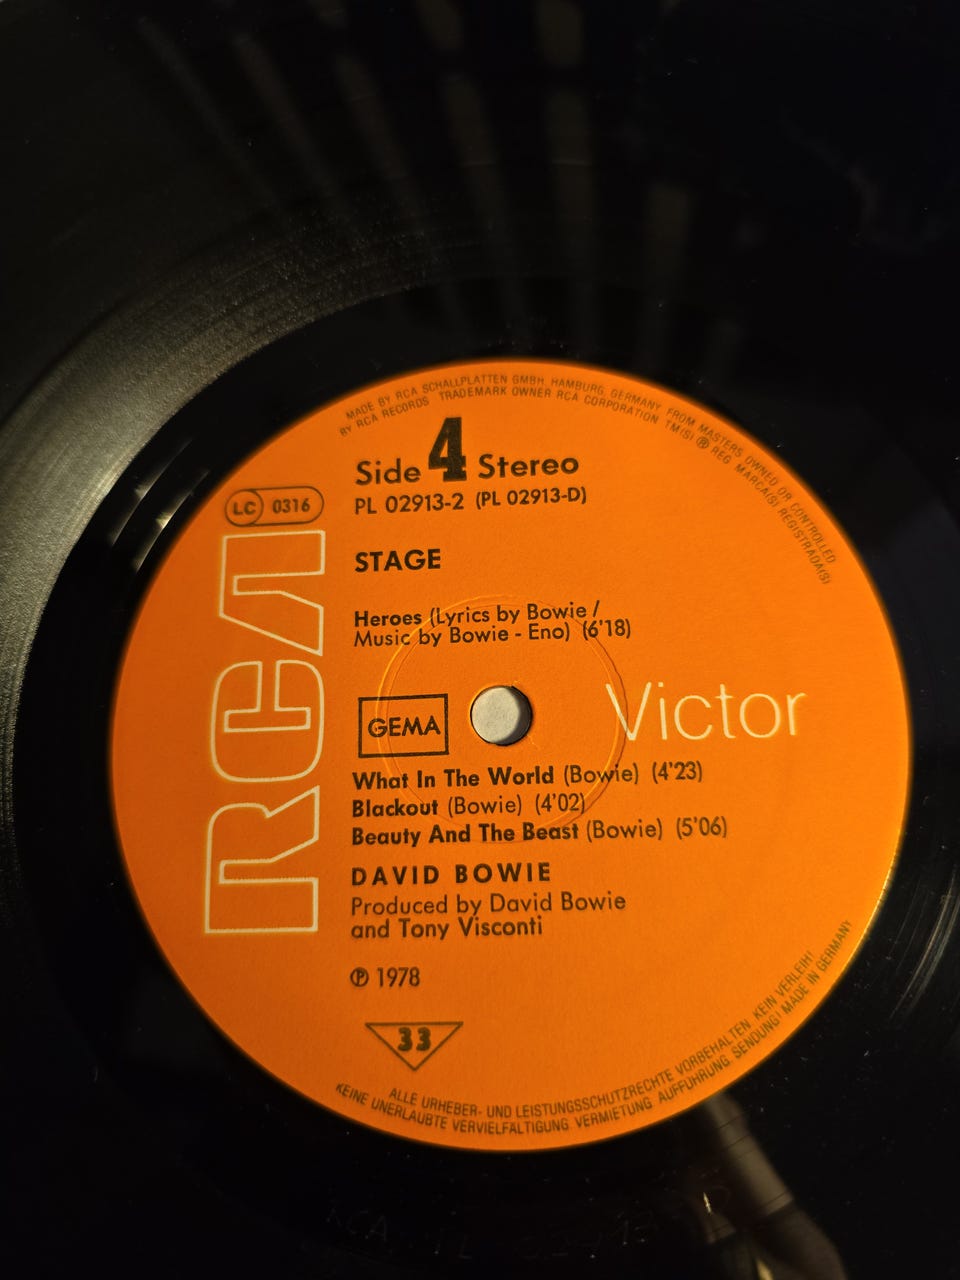 MADE BY RCA SCHALLPLATTEN GMBH, HAMBURG, GERMANY FROM MASTERS OWNED OR CONTROLLED
BY RCA RECORDS TRADEMARK OWNER RCA CORPORATION TM(S) ® REG. MARCA(S) REGISTRADA(S)
Side 4 Stereo
PL 02913-2 (PL 02913-D)
LC 0316
STAGE
Heroes (Lyrics by Bowie /
Music by Bowie - Eno) (6'18)
RCA
Victor
GEMA
What In The World (Bowie) (4'23)
Blackout (Bowie) (4'02)
Beauty And The Beast (Bowie) (5'06)
DAVID BOWIE
Produced by David Bowie
and Tony Visconti
℗ 1978
33
ALLE URHEBER- UND LEISTUNGSSCHUTZRECHTE VORBEHALTEN. KEIN VERLEIH!
KEINE UNERLAUBTE VERVIELFÄLTIGUNG, VERMIETUNG, AUFFÜHRUNG, SENDUNG! MADE IN GERMANY
RCA